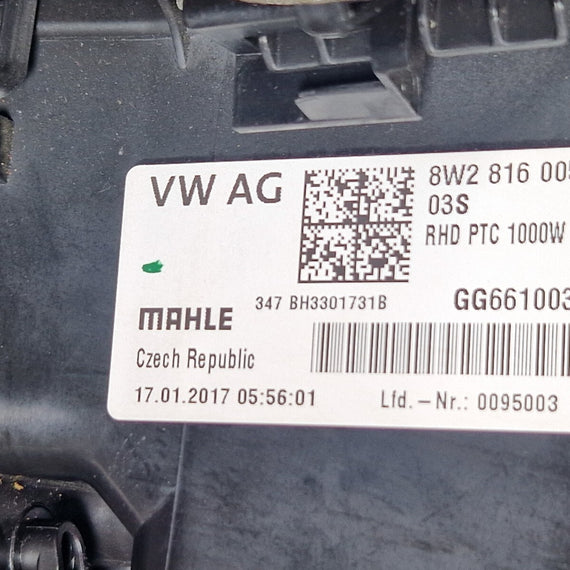 VW AG
8W2 816 005
03S
RHD PTC 1000W
347 BH3301731B
GG661003
MAHLE
Czech Republic
17.01.2017 05:56:01
Lfd.-Nr.: 0095003